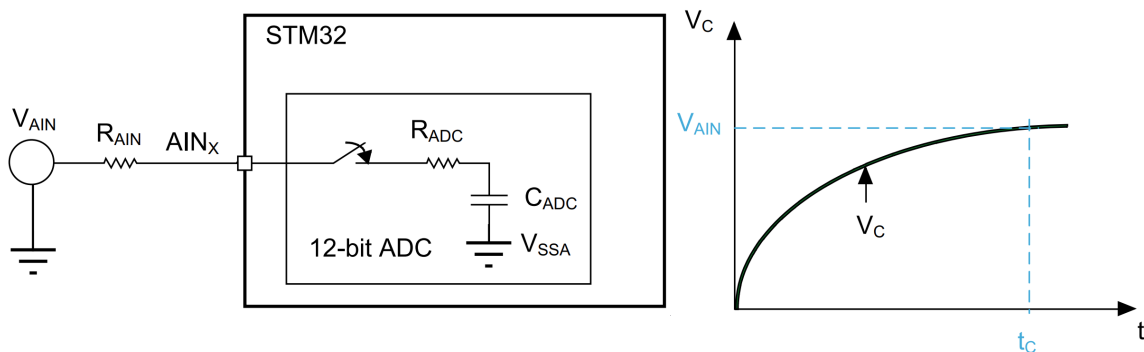 STM32
V_AIN
R_AIN
AIN_X
R_ADC
C_ADC
V_SSA
12-bit ADC
V_C
V_AIN
V_C
t_C
t